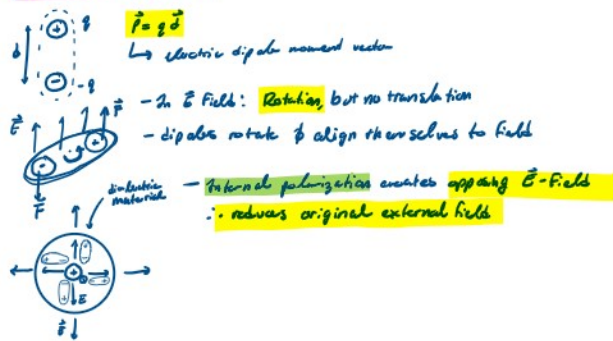 q
p⃗ = q d⃗
d
↳ electric dipole moment vector
-q
- In E⃗ Field: Rotation, but no translation
E⃗
F⃗
- dipoles rotate & align themselves to field
F⃗
dielectric material
- Internal polarization creates opposing E⃗-Field
∴ reduces original external field
E
E⃗